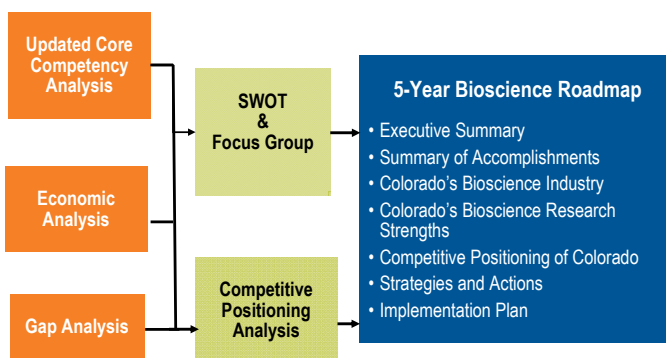 Updated Core
Competency
Analysis
Economic
Analysis
Gap Analysis
SWOT
&
Focus Group
Competitive
Positioning
Analysis
5-Year Bioscience Roadmap
• Executive Summary
• Summary of Accomplishments
• Colorado's Bioscience Industry
• Colorado's Bioscience Research
Strengths
• Competitive Positioning of Colorado
• Strategies and Actions
• Implementation Plan